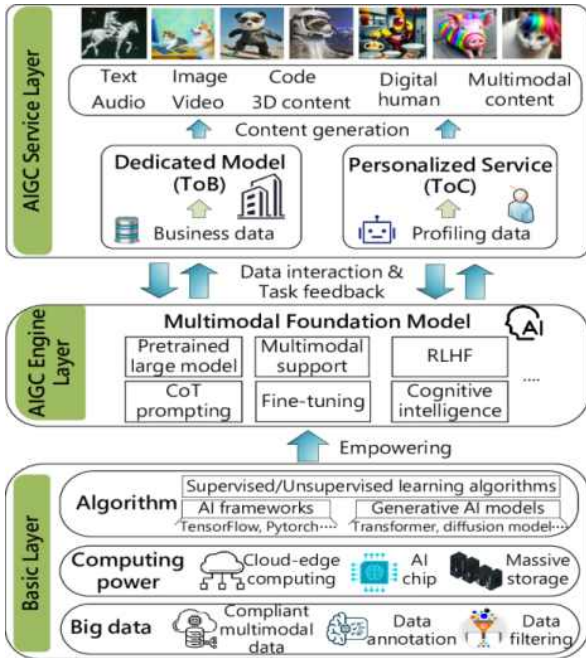 AIGC Service Layer
Text Image Code Digital human Multimodal content
Audio Video 3D content
Content generation
Dedicated Model
(ToB)
Business data
Personalized Service
(ToC)
Profiling data
Data interaction &
Task feedback
AIGC Engine
Layer
Multimodal Foundation Model
AI
Pretrained
large model
Multimodal
support
RLHF
CoT
prompting
Fine-tuning
Cognitive
intelligence
....
Empowering
Basic Layer
Algorithm
Supervised/Unsupervised learning algorithms
AI frameworks
TensorFlow, Pytorch····
Generative AI models
Transformer, diffusion model····
Computing
power
Cloud-edge
computing
AI
chip
Massive
storage
Big data
Compliant
multimodal
data
Data
annotation
Data
filtering